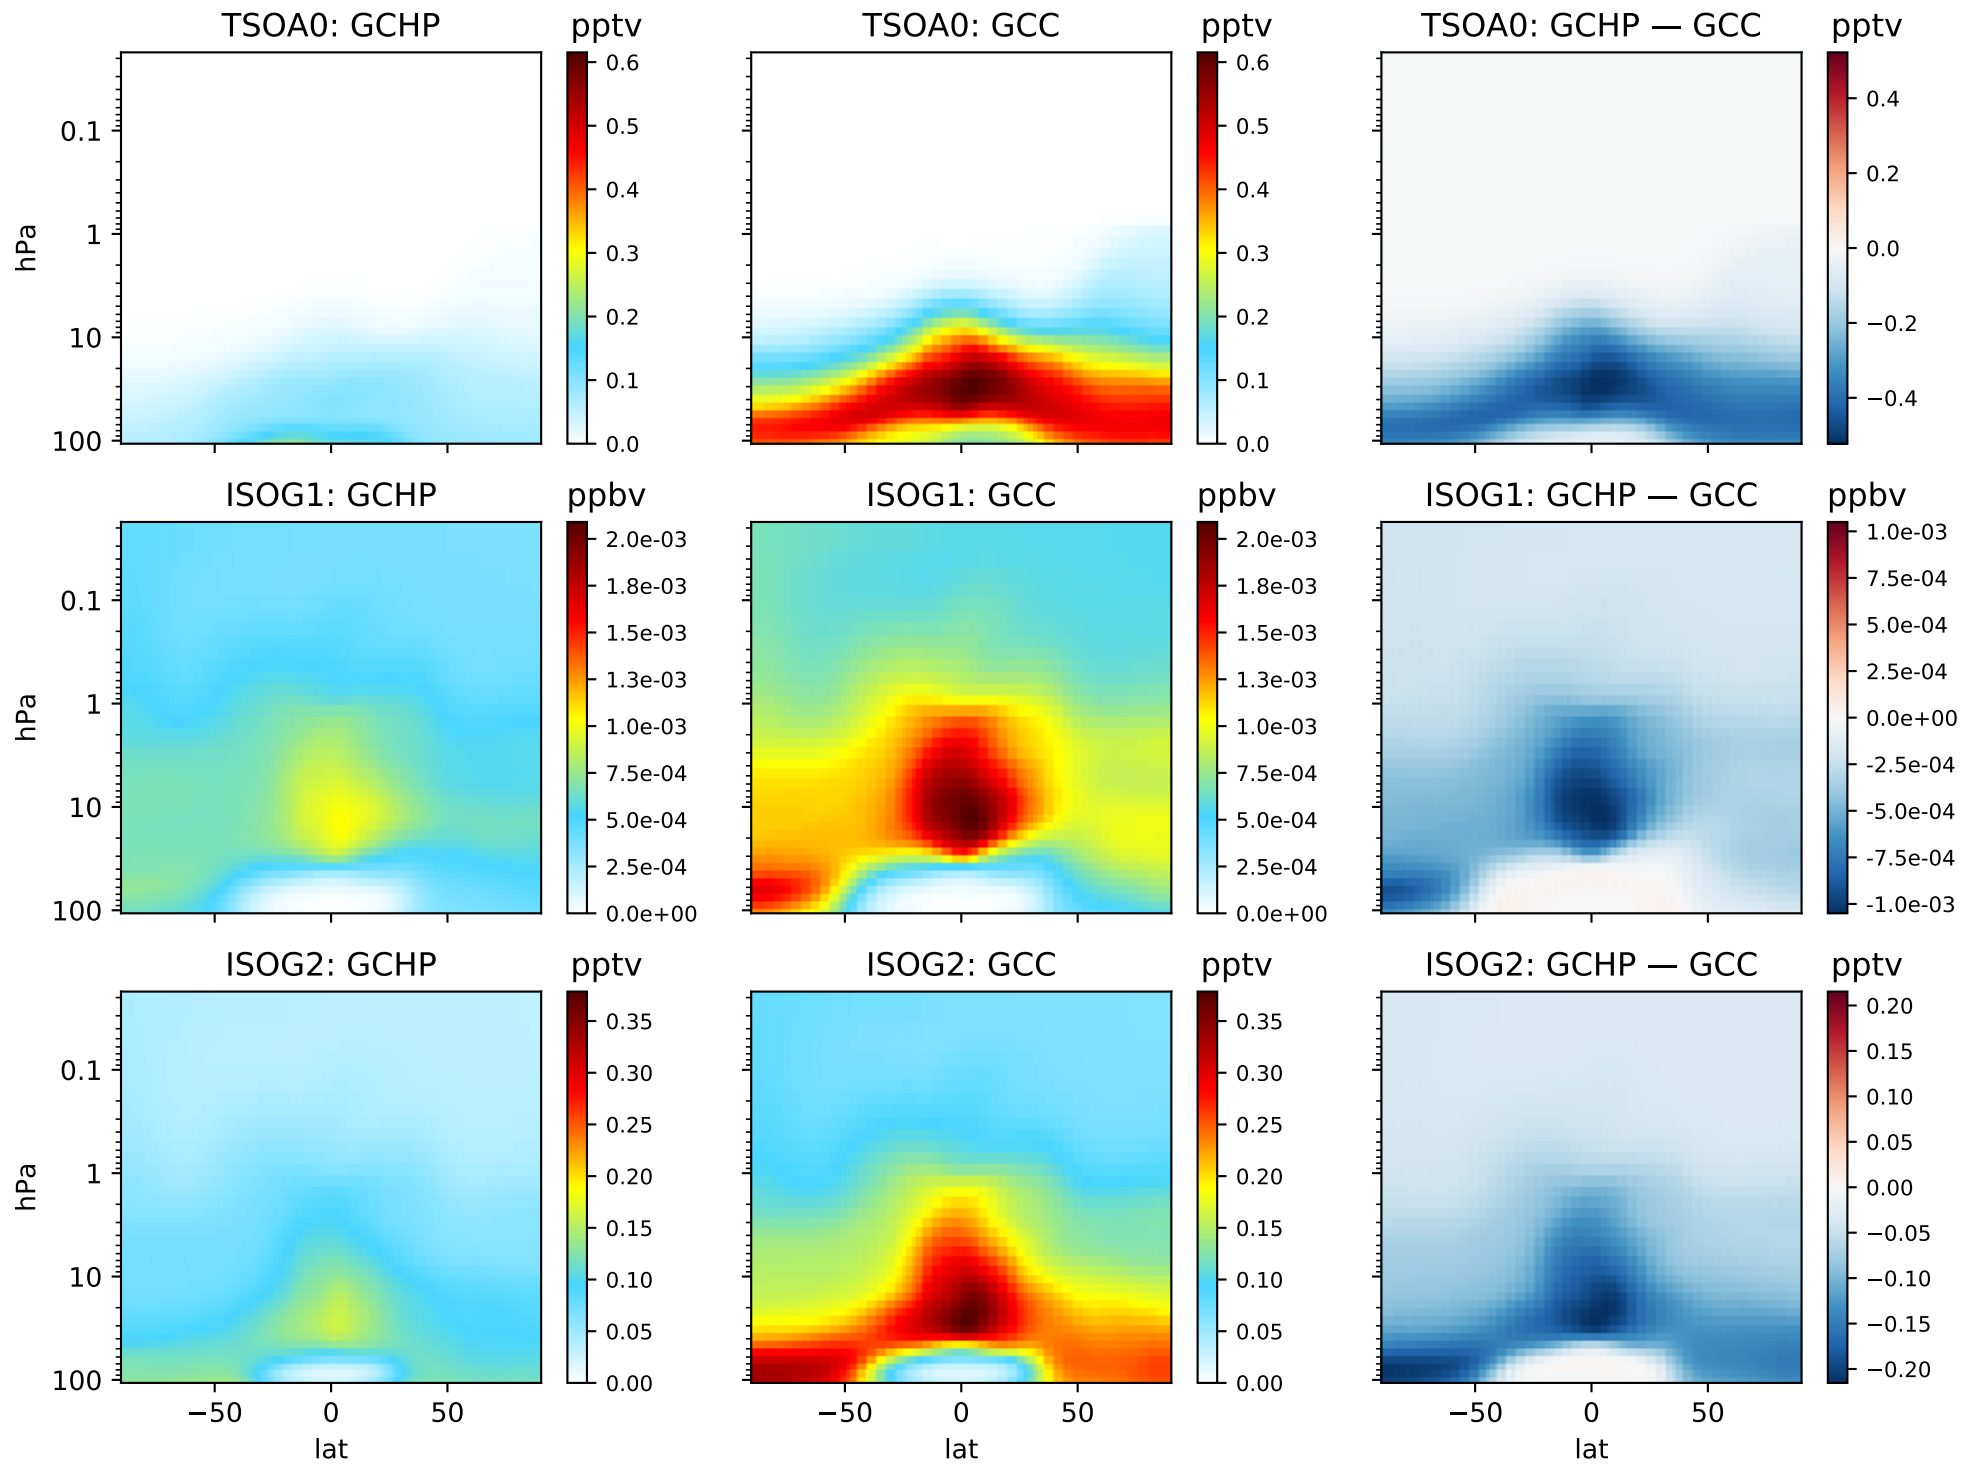 TSOA0: GCHP pptv TSOA0: GCC pptv TSOA0: GCHP — GCC pptv
0.6 0.6
0.5 0.5 0.4
0.1 0.4 0.4 0.2
hPa 1 0.3 0.3 0.0
0.2 0.2 −0.2
10 0.1 0.1 −0.4
100 0.0 0.0
ISOG1: GCHP ppbv ISOG1: GCC ppbv ISOG1: GCHP — GCC ppbv
2.0e-03 2.0e-03 1.0e-03
1.8e-03 1.8e-03 7.5e-04
0.1 1.5e-03 1.5e-03 5.0e-04
1.3e-03 1.3e-03 2.5e-04
hPa 1 1.0e-03 1.0e-03 0.0e+00
7.5e-04 7.5e-04 -2.5e-04
10 5.0e-04 5.0e-04 -5.0e-04
2.5e-04 2.5e-04 -7.5e-04
100 0.0e+00 0.0e+00 -1.0e-03
ISOG2: GCHP pptv ISOG2: GCC pptv ISOG2: GCHP — GCC pptv
0.35 0.35 0.20
0.30 0.30 0.15
0.1 0.25 0.25 0.10
0.05
hPa 1 0.20 0.20 0.00
0.15 0.15 −0.05
10 0.10 0.10 −0.10
0.05 0.05 −0.15
100 0.00 0.00 −0.20
−50 0 50 −50 0 50 −50 0 50
lat lat lat